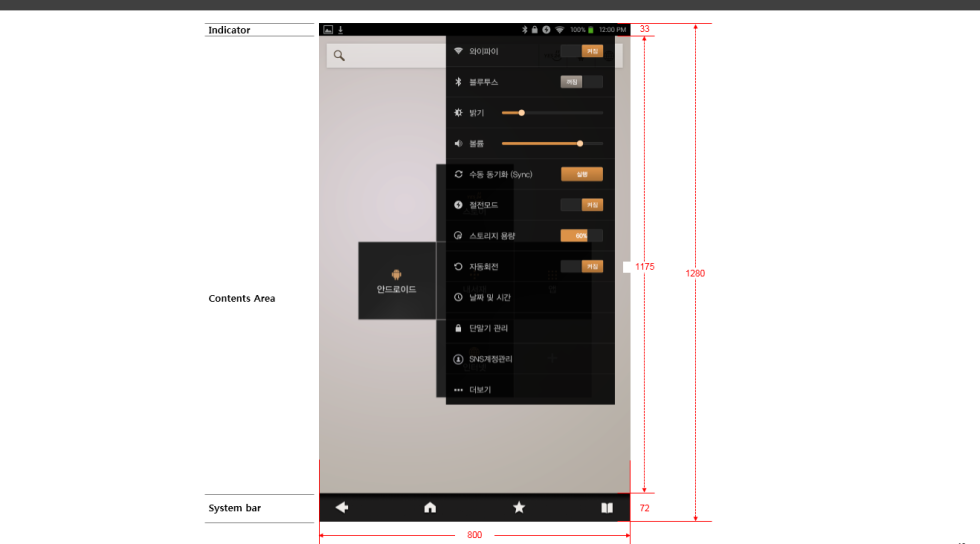 Indicator
100%
12:00 PM
33
와이파이
켜짐
블루투스
꺼짐
밝기
볼륨
수동 동기화 (Sync)
실행
절전모드
켜짐
스토리지 용량
60%
자동회전
켜짐
1175
1280
안드로이드
날짜 및 시간
Contents Area
단말기 관리
SNS계정관리
더보기
System bar
72
800